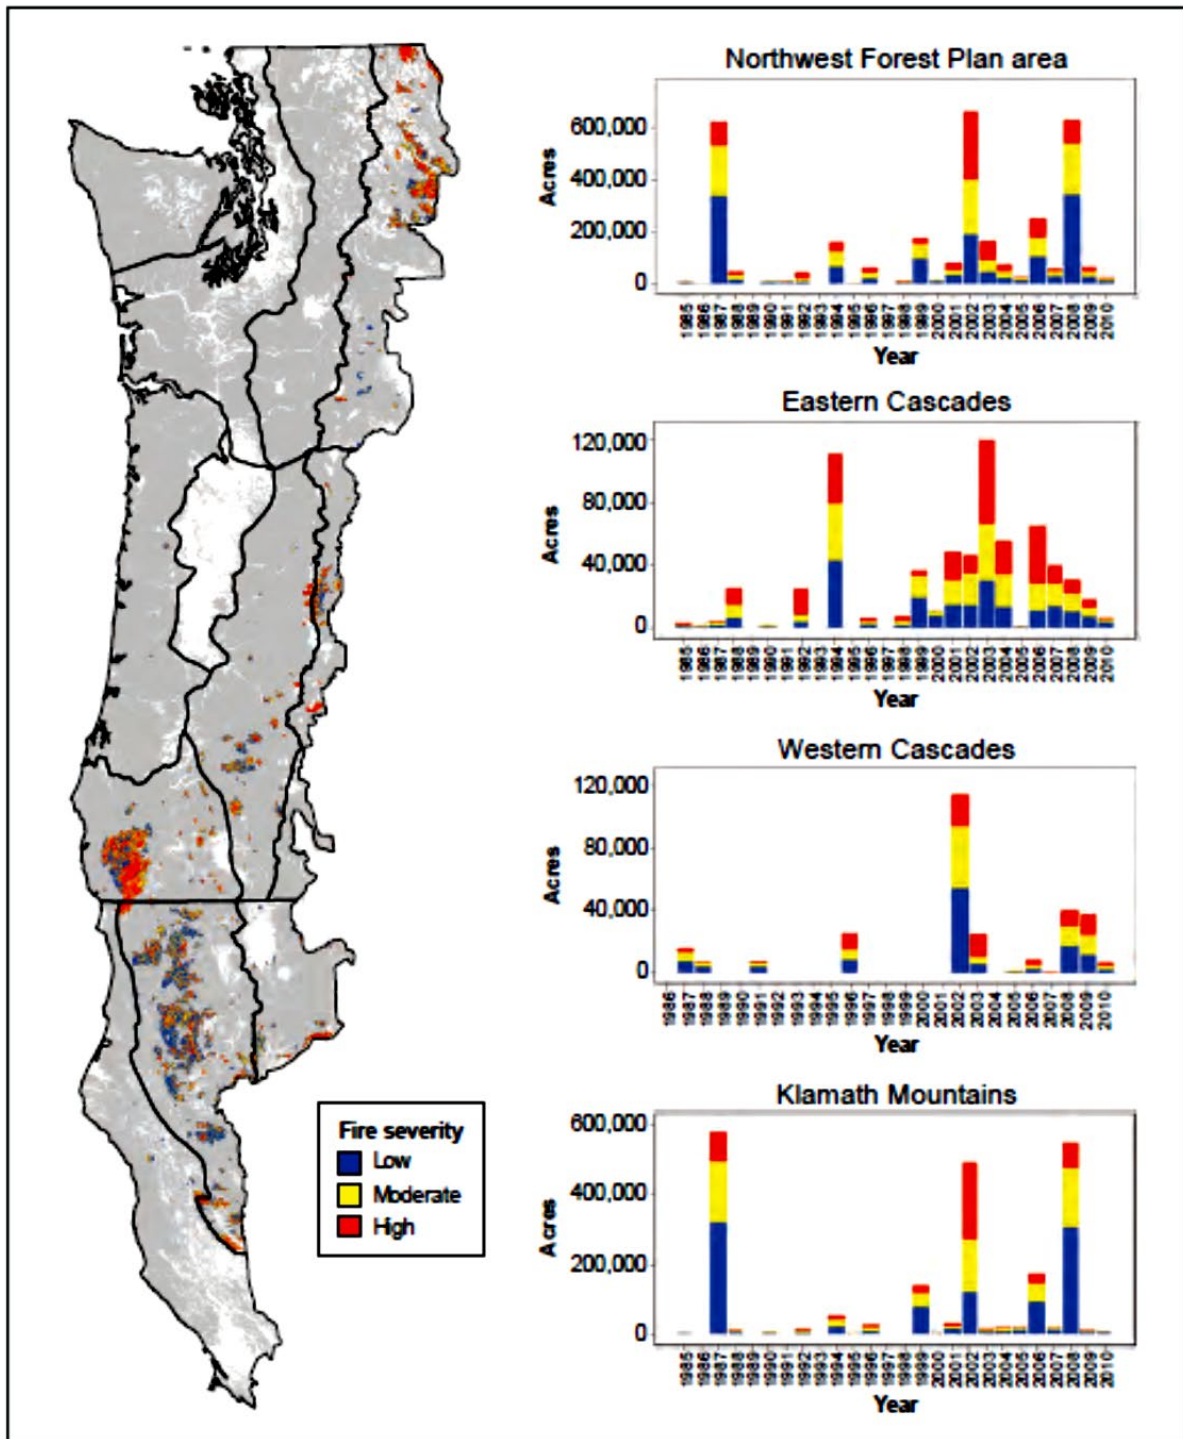 Northwest Forest Plan area
Acres
600,000
400,000
200,000
0
1985 1986 1987 1988 1989 1990 1991 1992 1993 1994 1995 1996 1997 1998 1999 2000 2001 2002 2003 2004 2005 2006 2007 2008 2009 2010
Year
Eastern Cascades
Acres
120,000
80,000
40,000
0
1985 1986 1987 1988 1989 1990 1991 1992 1993 1994 1995 1996 1997 1998 1999 2000 2001 2002 2003 2004 2005 2006 2007 2008 2009 2010
Year
Western Cascades
Acres
120,000
80,000
40,000
0
1986 1987 1988 1989 1990 1991 1992 1993 1994 1995 1996 1997 1998 1999 2000 2001 2002 2003 2004 2005 2006 2007 2008 2009 2010
Year
Klamath Mountains
Acres
600,000
400,000
200,000
0
1985 1986 1987 1988 1989 1990 1991 1992 1993 1994 1995 1996 1997 1998 1999 2000 2001 2002 2003 2004 2005 2006 2007 2008 2009 2010
Year
Fire severity
Low
Moderate
High